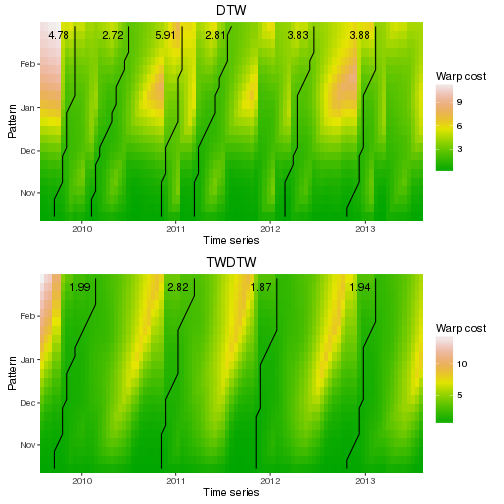 DTW
4.78 2.72 5.91 2.81 3.83 3.88
Feb
Jan
Dec
Nov
Pattern
2010 2011 2012 2013
Time series
Warp cost
9
6
3
TWDTW
1.99 2.82 1.87 1.94
Feb
Jan
Dec
Nov
Pattern
2010 2011 2012 2013
Time series
Warp cost
10
5